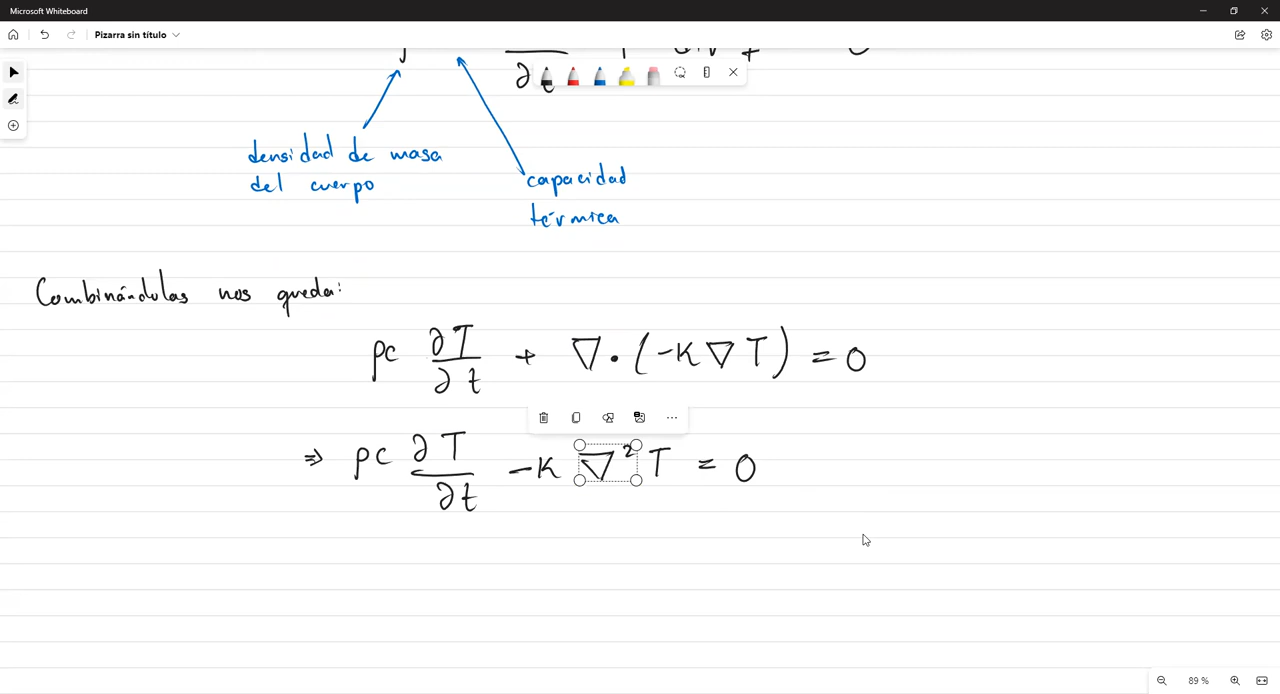 Microsoft Whiteboard
Pizarra sin título
∂t
densidad de masa
del cuerpo
capacidad
térmica
Combinándolas nos queda:
ρc ∂T/∂t + ∇·(-K∇T) = 0
⇒ ρc ∂T/∂t -K ∇²T = 0
89 %